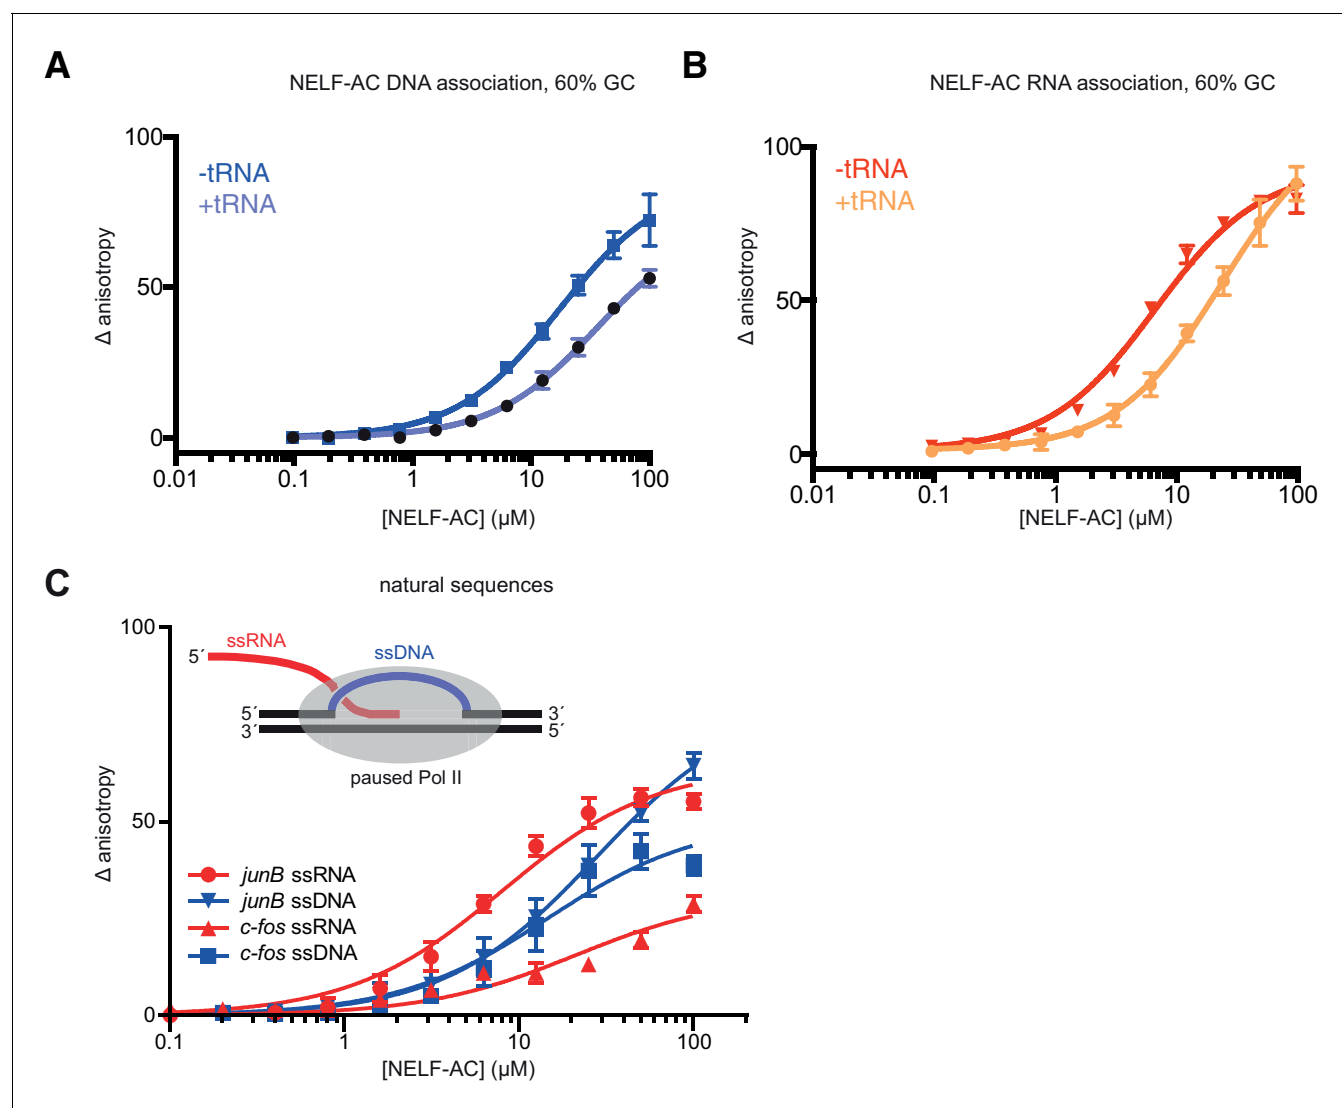 A
NELF-AC DNA association, 60% GC
100
50
0
Δ anisotropy
-tRNA
+tRNA
0.01
0.1
1
10
100
[NELF-AC] (µM)
B
NELF-AC RNA association, 60% GC
100
50
0
Δ anisotropy
-tRNA
+tRNA
0.01
0.1
1
10
100
[NELF-AC] (µM)
C
natural sequences
100
50
0
Δ anisotropy
5´
ssRNA
ssDNA
5´
3´
3´
5´
paused Pol II
junB ssRNA
junB ssDNA
c-fos ssRNA
c-fos ssDNA
0.1
1
10
100
[NELF-AC] (µM)